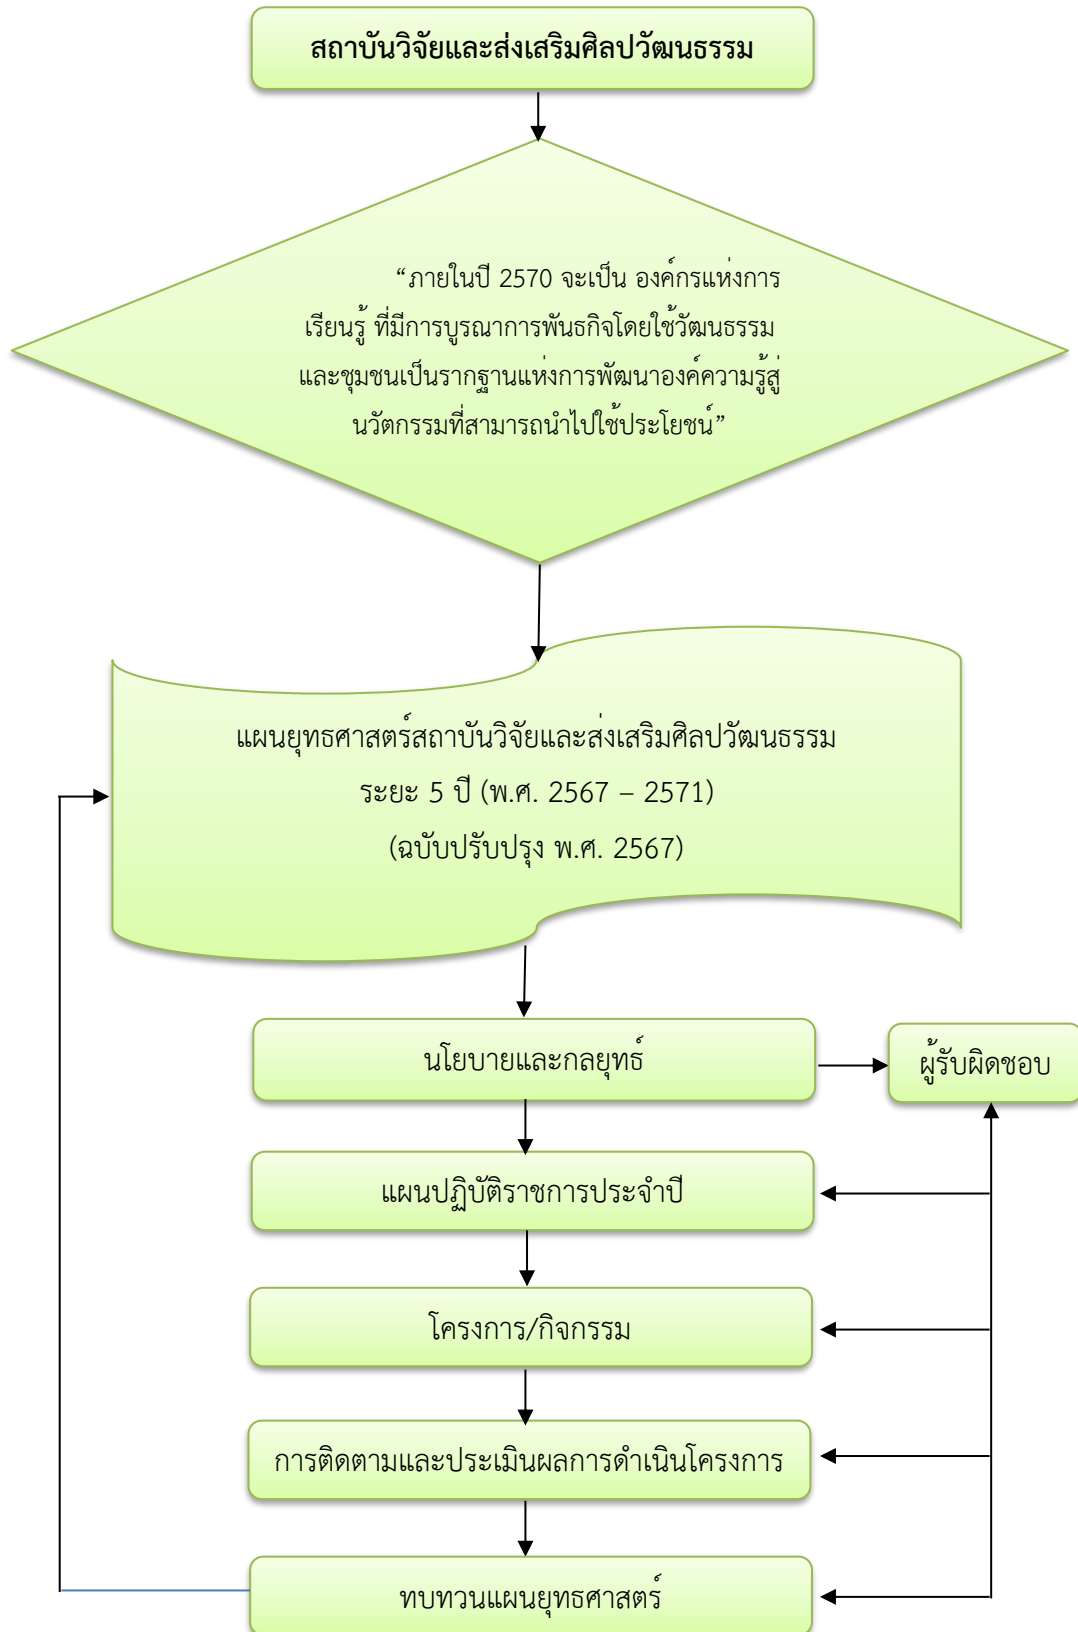 สถาบันวิจัยและส่งเสริมศิลปวัฒนธรรม
“ภายในปี 2570 จะเป็น องค์กรแห่งการ
เรียนรู้ ที่มีการบูรณาการพันธกิจโดยใช้วัฒนธรรม
และชุมชนเป็นรากฐานแห่งการพัฒนาองค์ความรู้สู่
นวัตกรรมที่สามารถนำไปใช้ประโยชน์”
แผนยุทธศาสตร์สถาบันวิจัยและส่งเสริมศิลปวัฒนธรรม
ระยะ 5 ปี (พ.ศ. 2567 – 2571)
(ฉบับปรับปรุง พ.ศ. 2567)
นโยบายและกลยุทธ์
ผู้รับผิดชอบ
แผนปฏิบัติราชการประจำปี
โครงการ/กิจกรรม
การติดตามและประเมินผลการดำเนินโครงการ
ทบทวนแผนยุทธศาสตร์